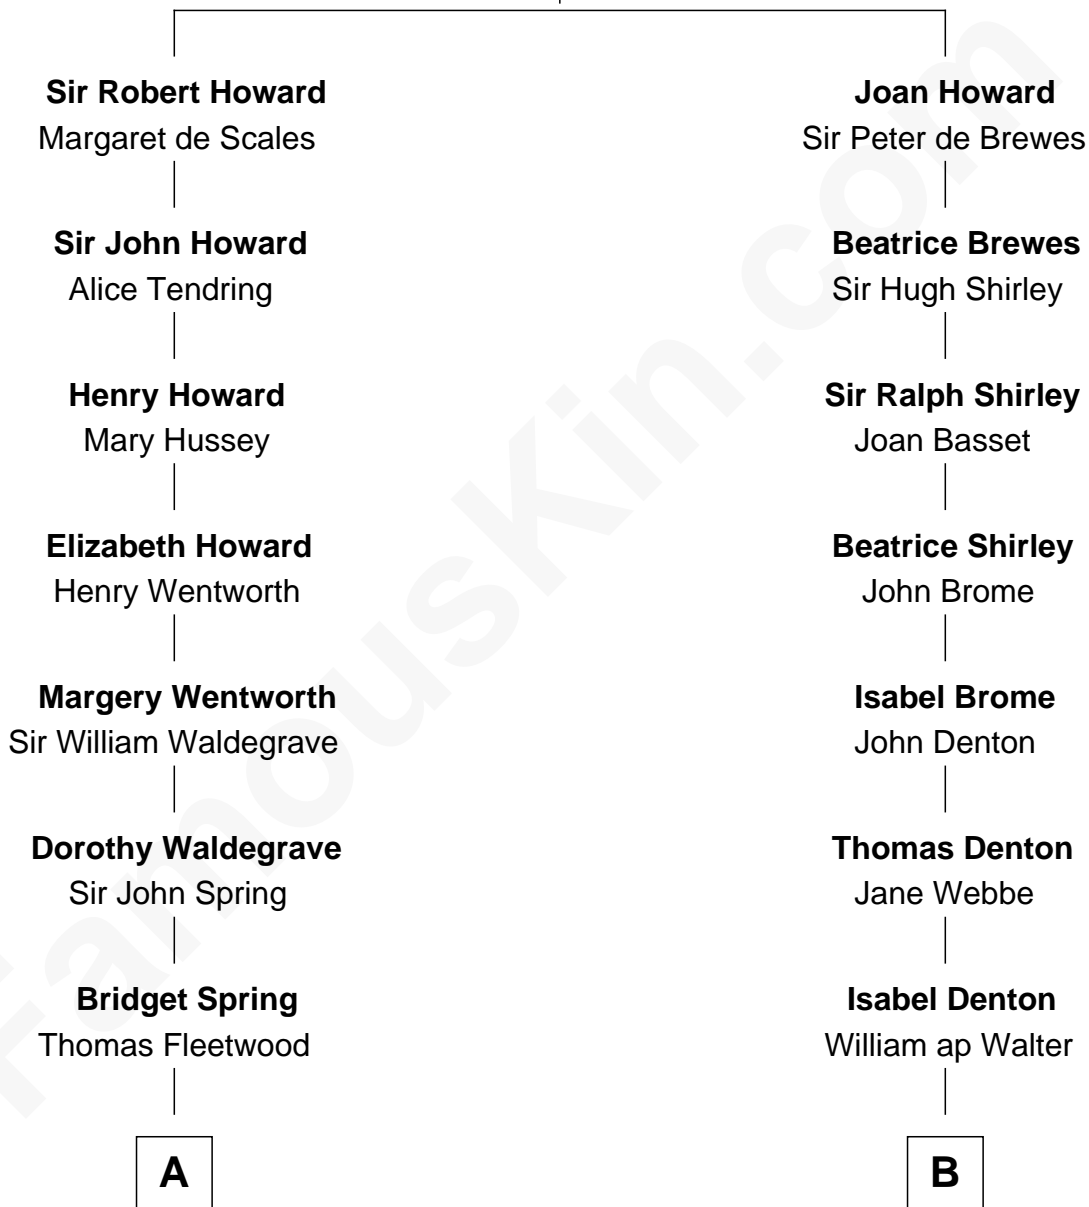 Sir Robert Howard
Margaret de Scales
Sir John Howard
Alice Tendring
Henry Howard
Mary Hussey
Elizabeth Howard
Henry Wentworth
Margery Wentworth
Sir William Waldegrave
Dorothy Waldegrave
Sir John Spring
Bridget Spring
Thomas Fleetwood
A
Joan Howard
Sir Peter de Brewes
Beatrice Brewes
Sir Hugh Shirley
Sir Ralph Shirley
Joan Basset
Beatrice Shirley
John Brome
Isabel Brome
John Denton
Thomas Denton
Jane Webbe
Isabel Denton
William ap Walter
B
FamousKin.com